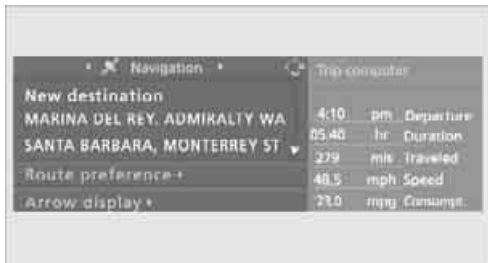 Navigation
New destination
MARINA DEL REY, ADMIRALTY WA
SANTA BARBARA, MONTERREY ST
Route preference
Arrow display
Trip computer
4:10 pm Departure
05.40 hr Duration
279 mls Traveled
48.5 mph Speed
23.0 mpg Consumpt.